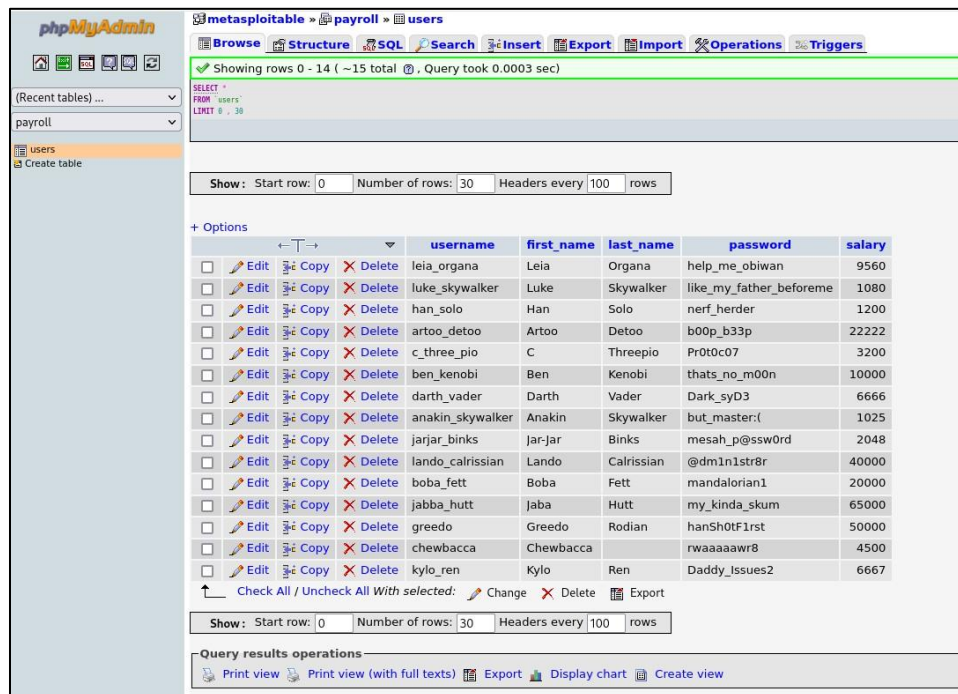 phpMyAdmin
(Recent tables) ...
payroll
users
Create table
metasploitable » payroll » users
Browse Structure SQL Search Insert Export Import Operations Triggers
Showing rows 0 - 14 ( ~15 total , Query took 0.0003 sec)
SELECT *
FROM `users`
LIMIT 0 , 30
Show : Start row: 0 Number of rows: 30 Headers every 100 rows
+ Options
←T→ username first_name last_name password salary
Edit Copy Delete leia_organa Leia Organa help_me_obiwan 9560
Edit Copy Delete luke_skywalker Luke Skywalker like_my_father_beforeme 1080
Edit Copy Delete han_solo Han Solo nerf_herder 1200
Edit Copy Delete artoo_detoo Artoo Detoo b00p_b33p 22222
Edit Copy Delete c_three_pio C Threepio Pr0t0c07 3200
Edit Copy Delete ben_kenobi Ben Kenobi thats_no_m00n 10000
Edit Copy Delete darth_vader Darth Vader Dark_syD3 6666
Edit Copy Delete anakin_skywalker Anakin Skywalker but_master:( 1025
Edit Copy Delete jarjar_binks Jar-Jar Binks mesah_p@ssw0rd 2048
Edit Copy Delete lando_calrissian Lando Calrissian @dm1n1str8r 40000
Edit Copy Delete boba_fett Boba Fett mandalorian1 20000
Edit Copy Delete jabba_hutt Jaba Hutt my_kinda_skum 65000
Edit Copy Delete greedo Greedo Rodian hanSh0tF1rst 50000
Edit Copy Delete chewbacca Chewbacca rwaaaaawr8 4500
Edit Copy Delete kylo_ren Kylo Ren Daddy_Issues2 6667
Check All / Uncheck All With selected: Change Delete Export
Show : Start row: 0 Number of rows: 30 Headers every 100 rows
Query results operations
Print view Print view (with full texts) Export Display chart Create view